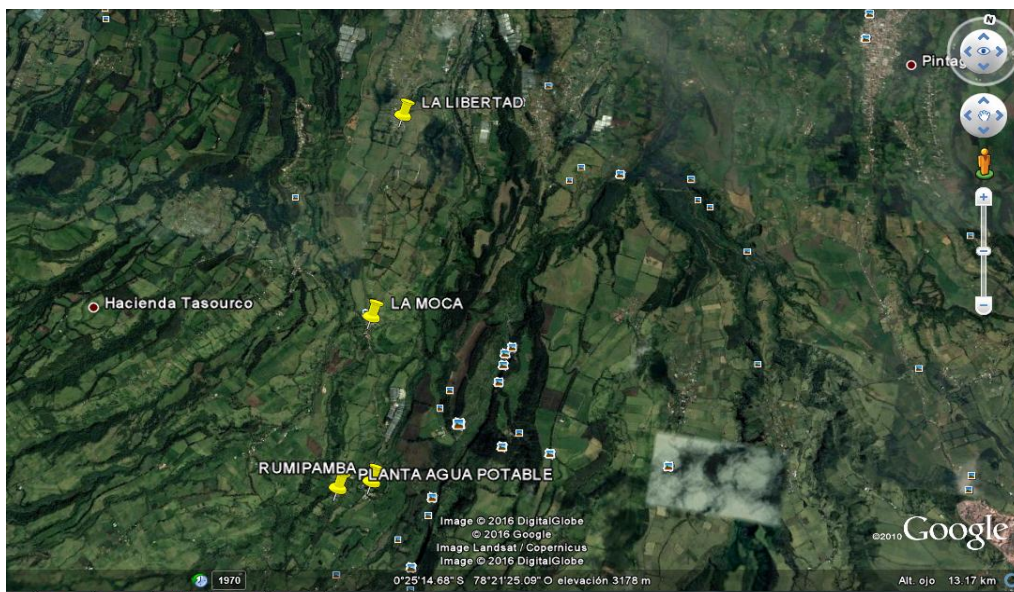 N
Pintag
LA LIBERTAD
Hacienda Tasourco
LA MOCA
RUMIPAMBA
PLANTA AGUA POTABLE
Image © 2016 DigitalGlobe
© 2016 Google
Image Landsat / Copernicus
Image © 2016 DigitalGlobe
©2010 Google
1970
0°25'14.68" S 78°21'25.09" O elevación 3178 m
Alt. ojo 13.17 km